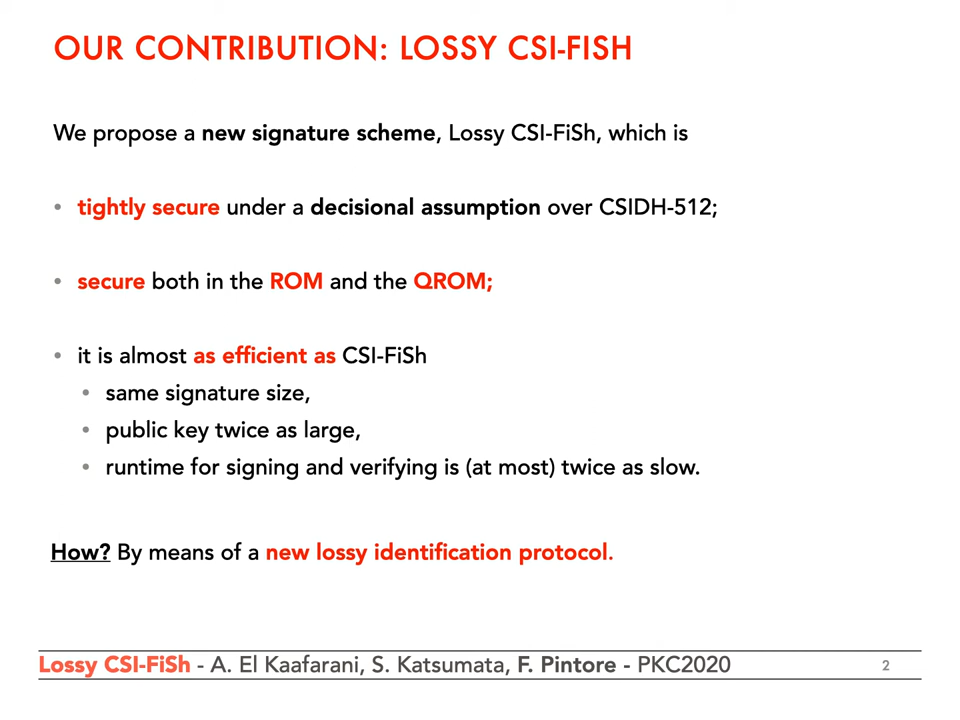 OUR CONTRIBUTION: LOSSY CSI-FISH
We propose a new signature scheme, Lossy CSI-FiSh, which is
• tightly secure under a decisional assumption over CSIDH-512;
• secure both in the ROM and the QROM;
• it is almost as efficient as CSI-FiSh
• same signature size,
• public key twice as large,
• runtime for signing and verifying is (at most) twice as slow.
How? By means of a new lossy identification protocol.
Lossy CSI-FiSh - A. El Kaafarani, S. Katsumata, F. Pintore - PKC2020
2